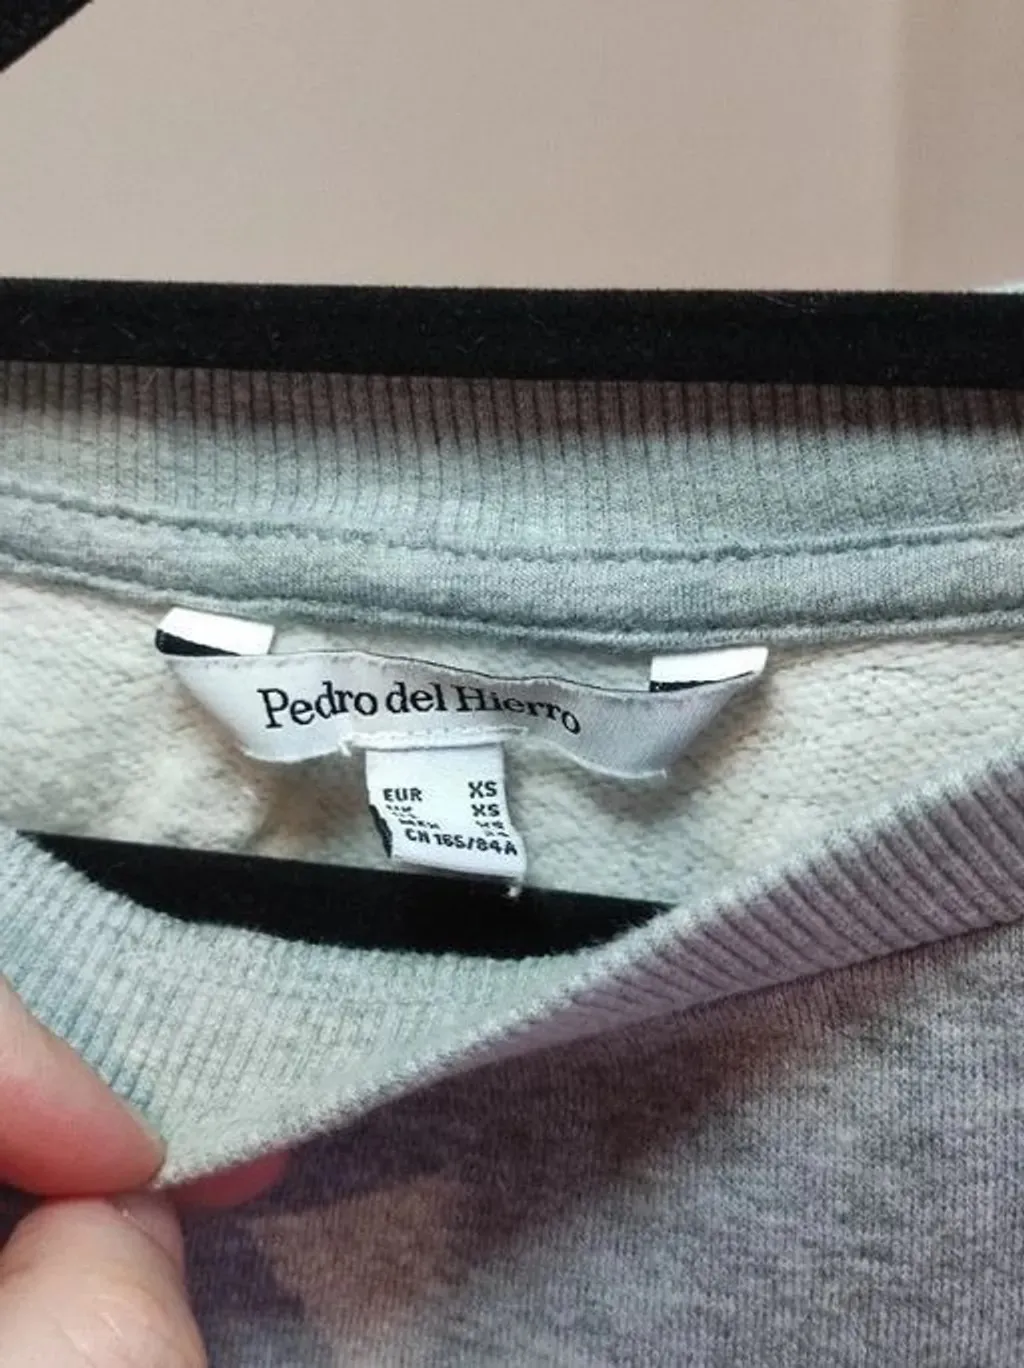 Pedro del Hierro
EUR XS
XS
CN 165/84A